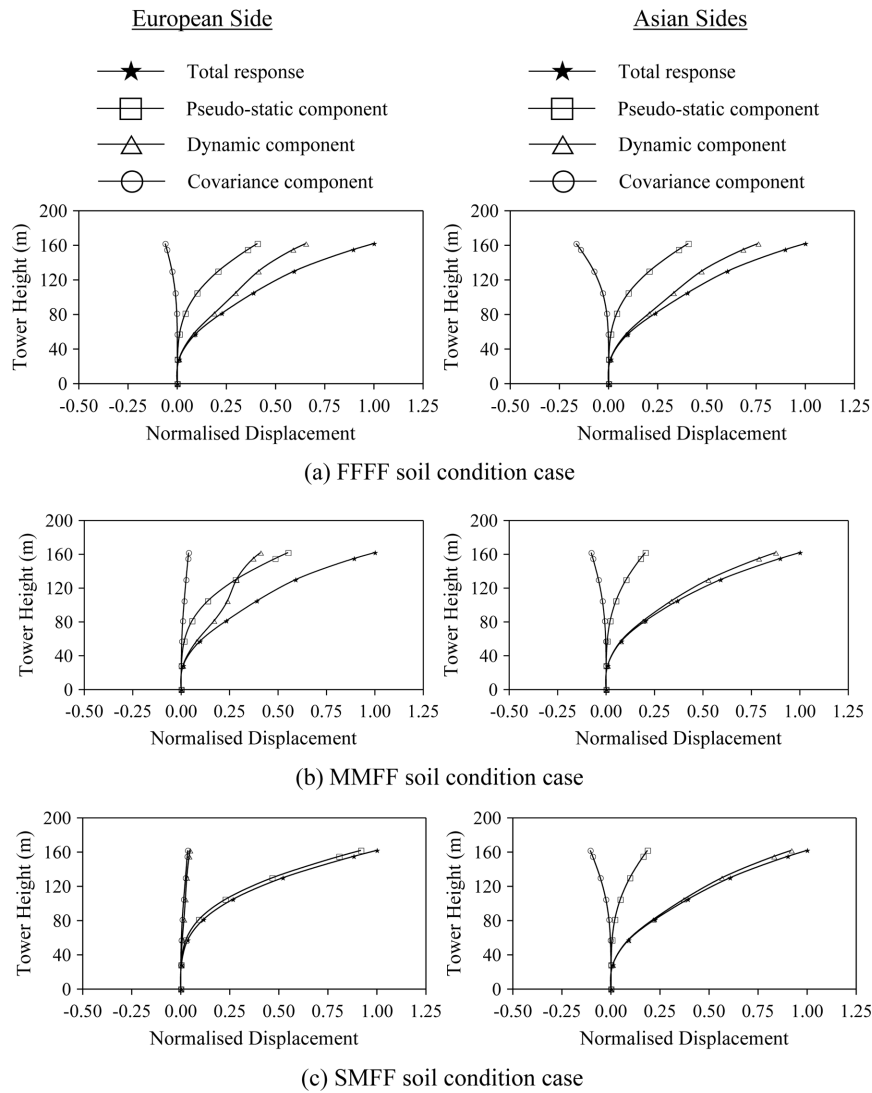 European Side
Asian Sides
Total response
Pseudo-static component
Dynamic component
Covariance component
Total response
Pseudo-static component
Dynamic component
Covariance component
Tower Height (m)
200
160
120
80
40
0
-0.50 -0.25 0.00 0.25 0.50 0.75 1.00 1.25
Normalised Displacement
Tower Height (m)
200
160
120
80
40
0
-0.50 -0.25 0.00 0.25 0.50 0.75 1.00 1.25
Normalised Displacement
(a) FFFF soil condition case
Tower Height (m)
200
160
120
80
40
0
-0.50 -0.25 0.00 0.25 0.50 0.75 1.00 1.25
Normalised Displacement
Tower Height (m)
200
160
120
80
40
0
-0.50 -0.25 0.00 0.25 0.50 0.75 1.00 1.25
Normalised Displacement
(b) MMFF soil condition case
Tower Height (m)
200
160
120
80
40
0
-0.50 -0.25 0.00 0.25 0.50 0.75 1.00 1.25
Normalised Displacement
Tower Height (m)
200
160
120
80
40
0
-0.50 -0.25 0.00 0.25 0.50 0.75 1.00 1.25
Normalised Displacement
(c) SMFF soil condition case